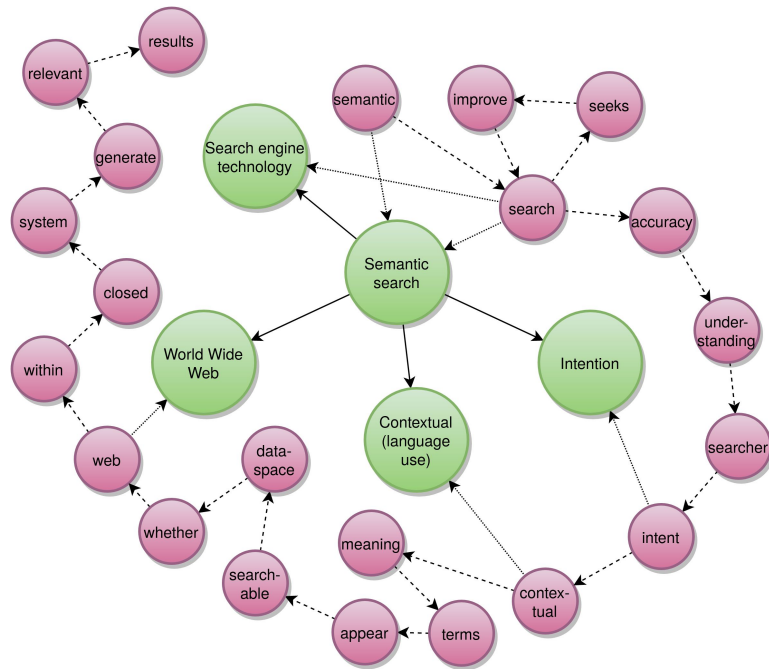 results
relevant
semantic
improve
seeks
Search engine
technology
generate
system
search
accuracy
Semantic
search
closed
under-
standing
within
World Wide
Web
Intention
Contextual
(language
use)
data-
space
web
searcher
whether
meaning
intent
search-
able
contex-
tual
appear
terms